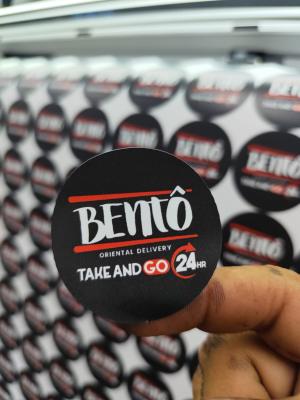 BENTÔ
ORIENTAL DELIVERY
TAKE AND GO 24HR